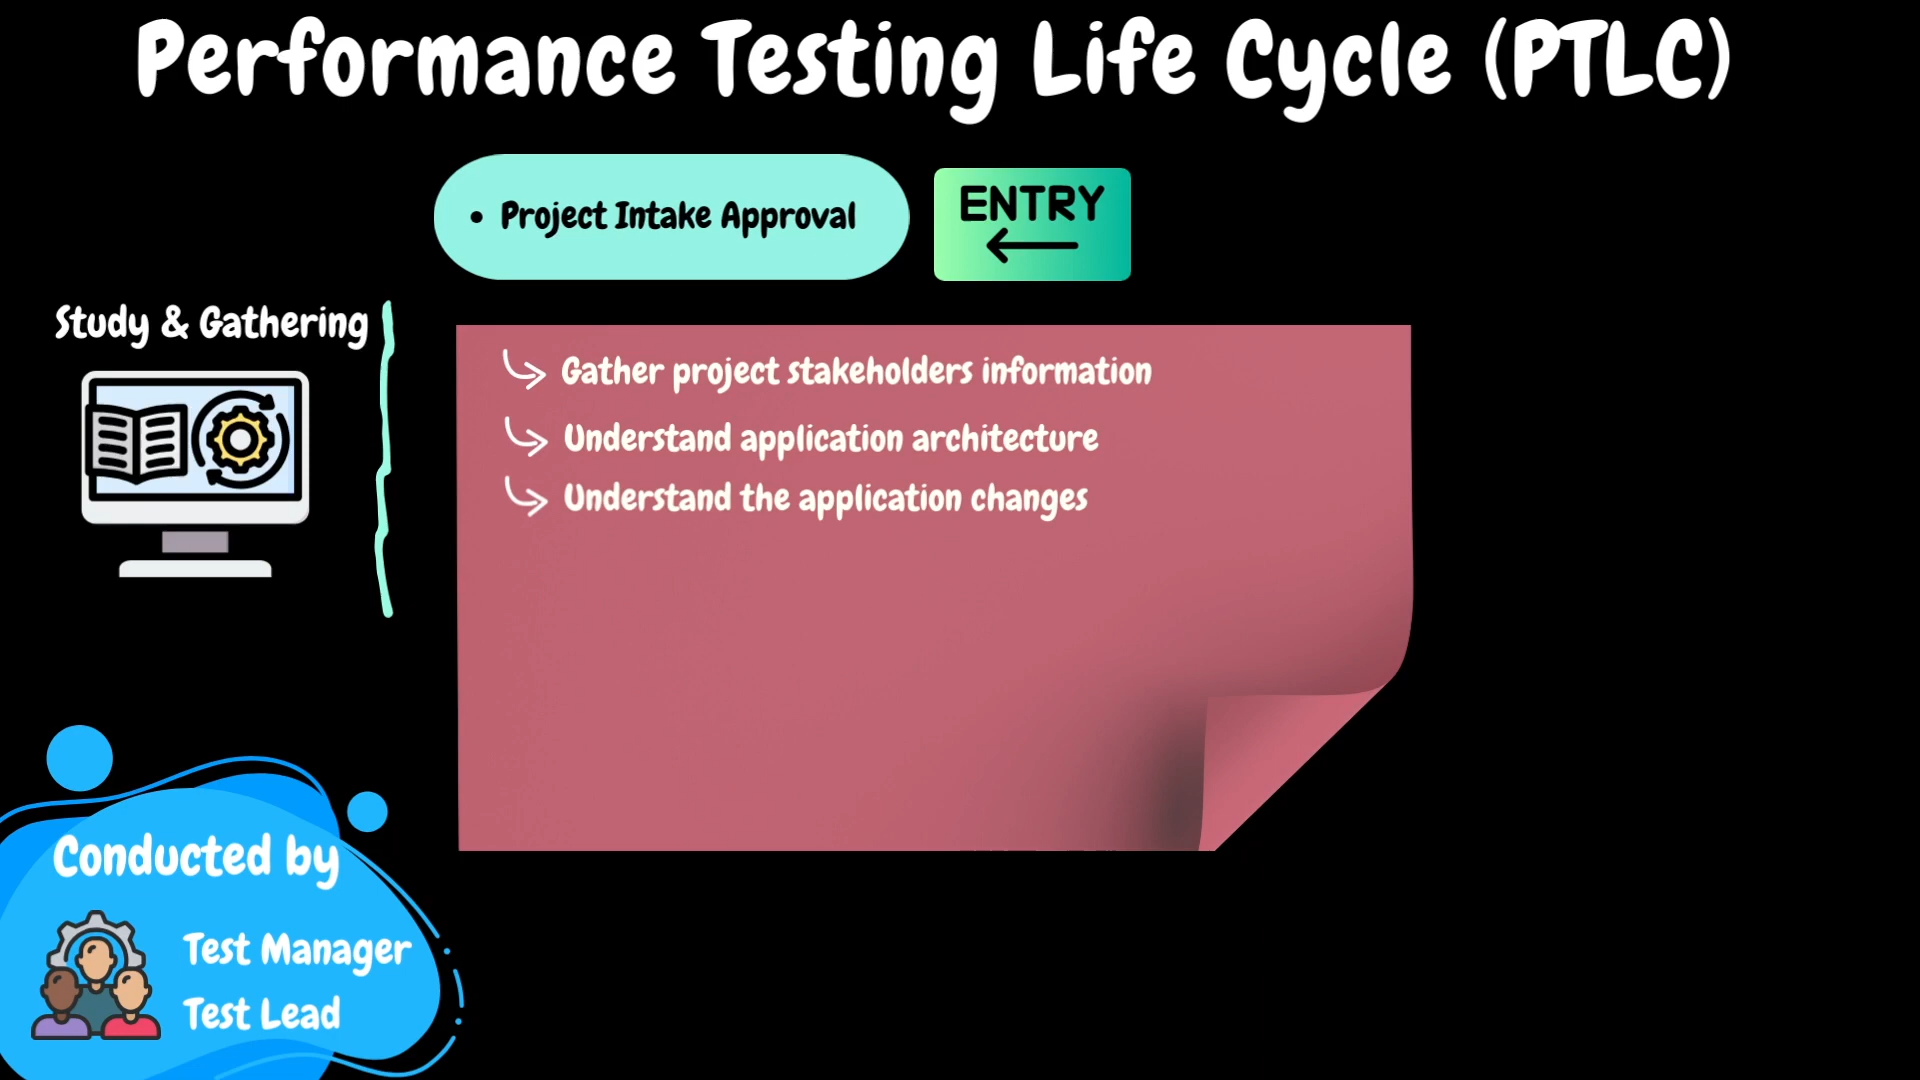 Performance Testing Life Cycle (PTLC)
• Project Intake Approval
ENTRY
Study & Gathering
Gather project stakeholders information
Understand application architecture
Understand the application changes
Conducted by
Test Manager
Test Lead